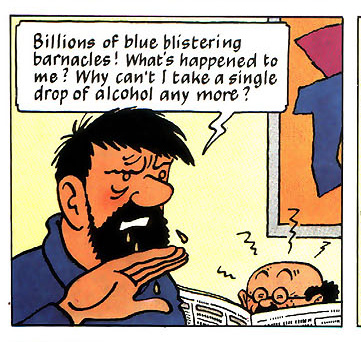 Billions of blue blistering
barnacles! What's happened to
me? Why can't I take a single
drop of alcohol any more?